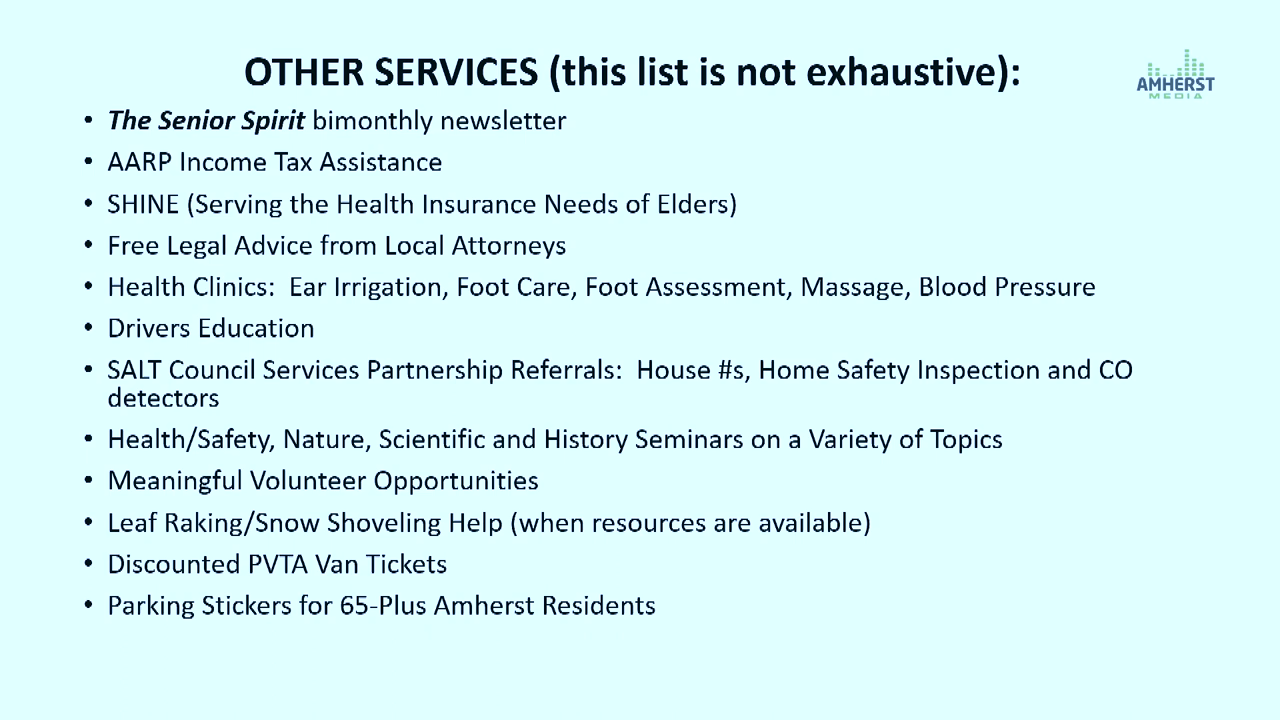 OTHER SERVICES (this list is not exhaustive):
AMHERST
MEDIA
• The Senior Spirit bimonthly newsletter
• AARP Income Tax Assistance
• SHINE (Serving the Health Insurance Needs of Elders)
• Free Legal Advice from Local Attorneys
• Health Clinics:  Ear Irrigation, Foot Care, Foot Assessment, Massage, Blood Pressure
• Drivers Education
• SALT Council Services Partnership Referrals:  House #s, Home Safety Inspection and CO
detectors
• Health/Safety, Nature, Scientific and History Seminars on a Variety of Topics
• Meaningful Volunteer Opportunities
• Leaf Raking/Snow Shoveling Help (when resources are available)
• Discounted PVTA Van Tickets
• Parking Stickers for 65-Plus Amherst Residents